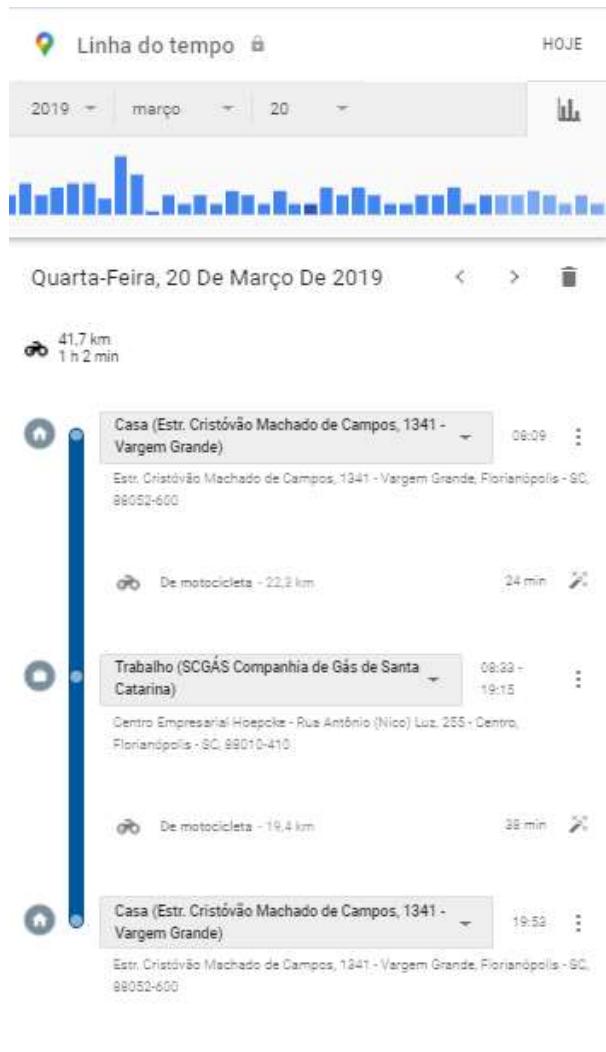 Linha do tempo
HOJE
2019
março
20
Quarta-Feira, 20 De Março De 2019
41,7 km
1 h 2 min
Casa (Estr. Cristóvão Machado de Campos, 1341 -
Vargem Grande)
08:09
Estr. Cristóvão Machado de Campos, 1341 - Vargem Grande, Florianópolis - SC,
88052-600
De motocicleta - 22,3 km
24 min
Trabalho (SCGÁS Companhia de Gás de Santa
Catarina)
08:33 -
19:15
Centro Empresarial Hoepcke - Rua Antônio (Nico) Luz, 255 - Centro,
Florianópolis - SC, 88010-410
De motocicleta - 19,4 km
38 min
Casa (Estr. Cristóvão Machado de Campos, 1341 -
Vargem Grande)
19:53
Estr. Cristóvão Machado de Campos, 1341 - Vargem Grande, Florianópolis - SC,
88052-600